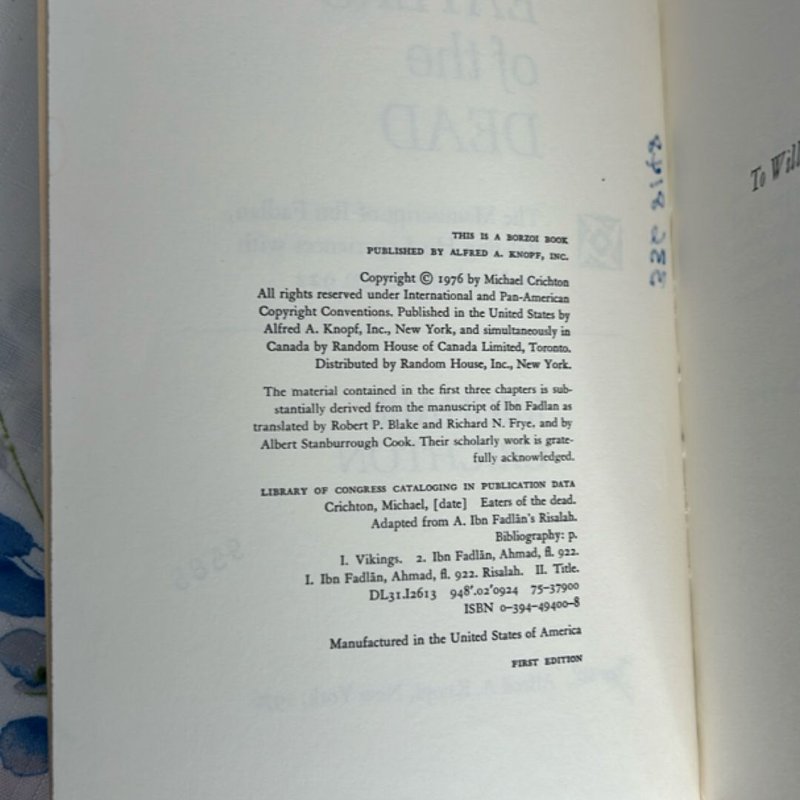 THIS IS A BORZOI BOOK
PUBLISHED BY ALFRED A. KNOPF, INC.
Copyright © 1976 by Michael Crichton
All rights reserved under International and Pan-American
Copyright Conventions. Published in the United States by
Alfred A. Knopf, Inc., New York, and simultaneously in
Canada by Random House of Canada Limited, Toronto.
Distributed by Random House, Inc., New York.
The material contained in the first three chapters is sub-
stantially derived from the manuscript of Ibn Fadlan as
translated by Robert P. Blake and Richard N. Frye, and by
Albert Stanburrough Cook. Their scholarly work is grate-
fully acknowledged.
LIBRARY OF CONGRESS CATALOGING IN PUBLICATION DATA
Crichton, Michael, [date] Eaters of the dead.
Adapted from A. Ibn Fadlān's Risalah.
Bibliography: p.
1. Vikings. 2. Ibn Fadlān, Ahmad, fl. 922.
I. Ibn Fadlān, Ahmad, fl. 922. Risalah. II. Title.
DL31.I2613 948'.02'0924 75-37900
ISBN 0-394-49400-8
Manufactured in the United States of America
FIRST EDITION
To Will